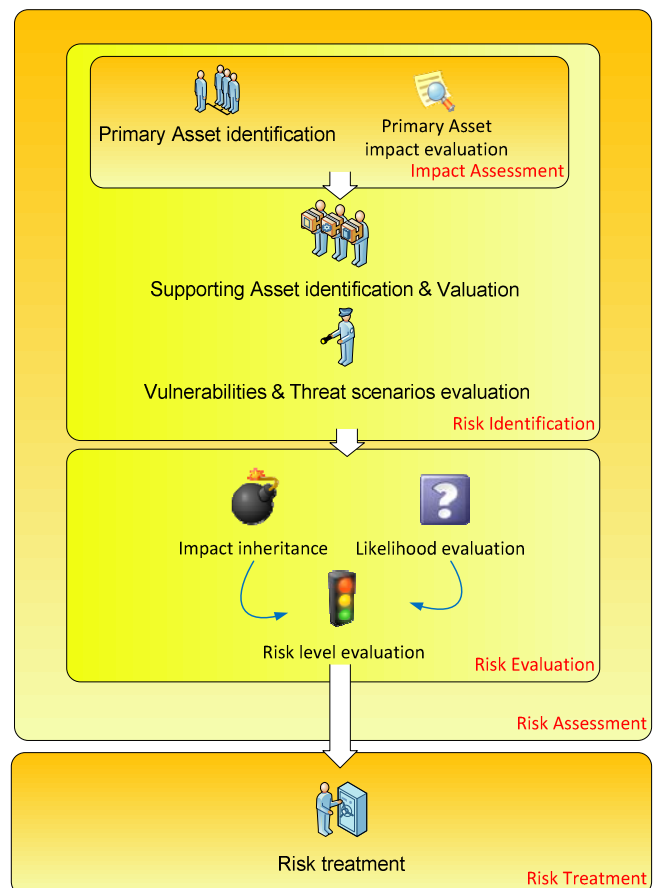 Primary Asset identification
Primary Asset
impact evaluation
Impact Assessment
Supporting Asset identification & Valuation
Vulnerabilities & Threat scenarios evaluation
Risk Identification
?
Impact inheritance
Likelihood evaluation
Risk level evaluation
Risk Evaluation
Risk Assessment
Risk treatment
Risk Treatment